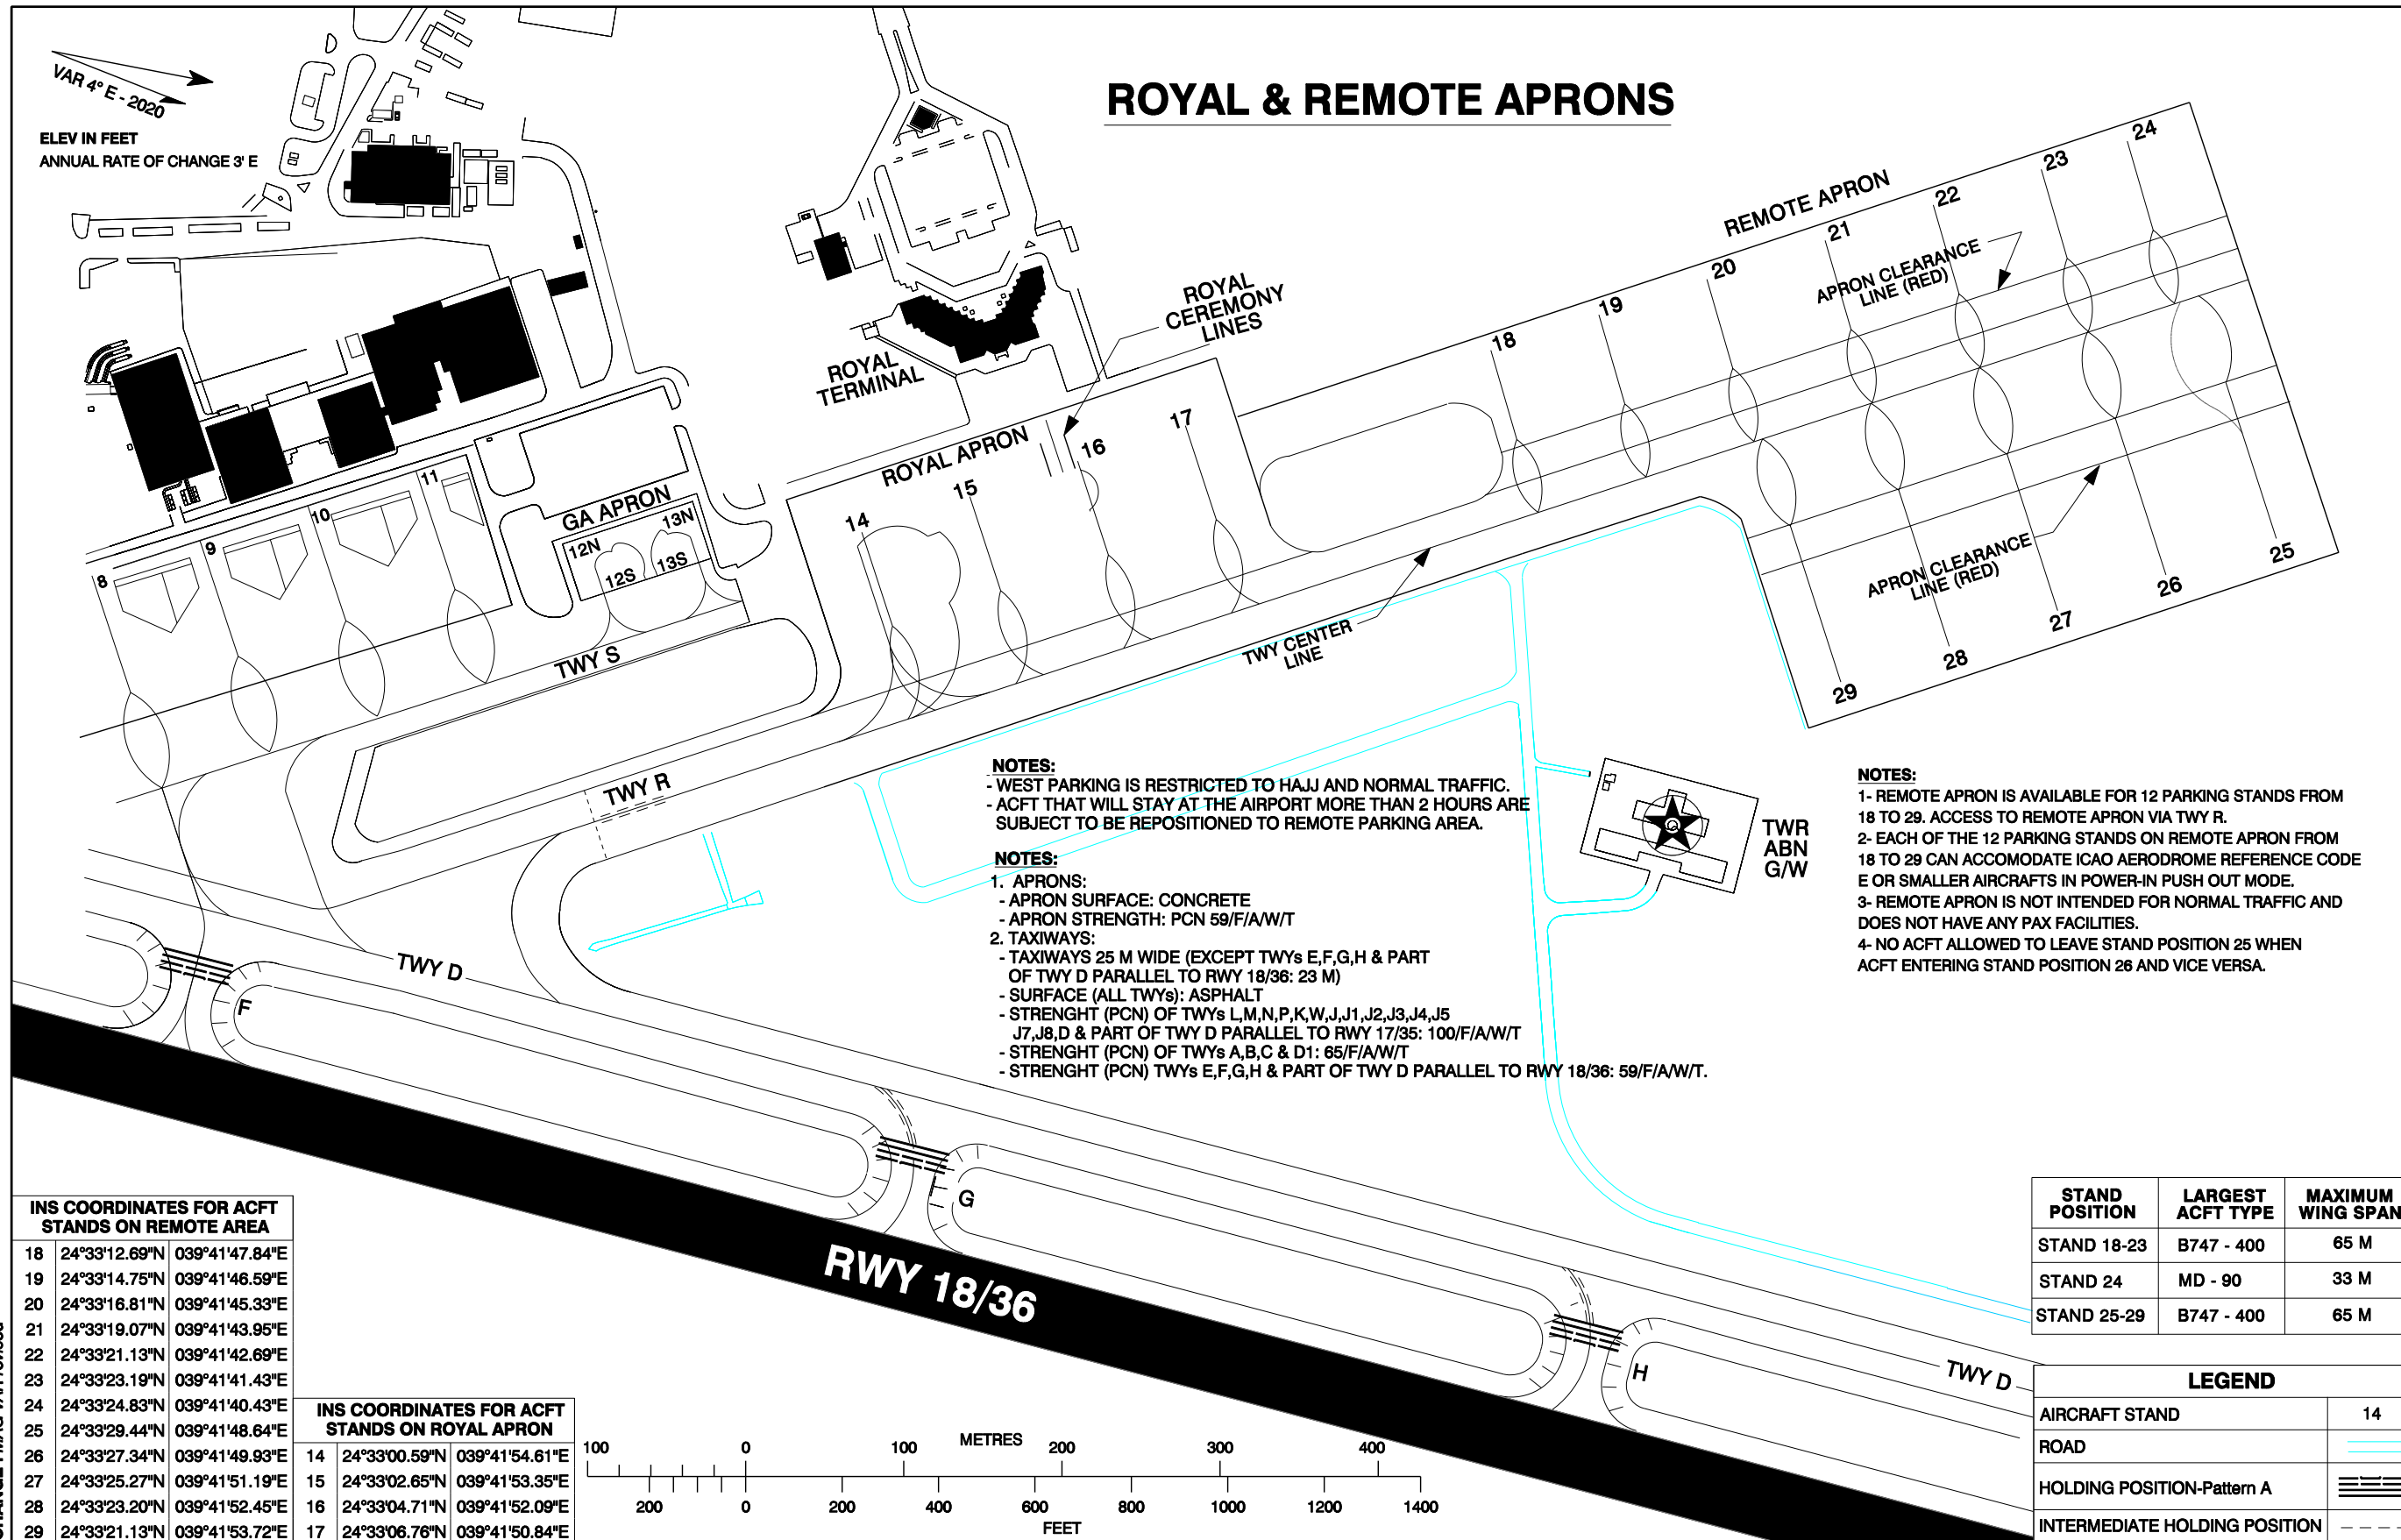 ROYAL & REMOTE APRONS
VAR 4° E - 2020
ELEV IN FEET
ANNUAL RATE OF CHANGE 3' E
ROYAL
CEREMONY
LINES
ROYAL
TERMINAL
REMOTE APRON
APRON CLEARANCE
LINE (RED)
18
19
20
21
22
23
24
ROYAL APRON
14
15
16
17
GA APRON
12N
13N
12S
13S
8
9
10
11
TWY S
TWY R
TWY CENTER
LINE
APRON CLEARANCE
LINE (RED)
25
26
27
28
29
TWR
ABN
G/W
NOTES:
- WEST PARKING IS RESTRICTED TO HAJJ AND NORMAL TRAFFIC.
- ACFT THAT WILL STAY AT THE AIRPORT MORE THAN 2 HOURS ARE
SUBJECT TO BE REPOSITIONED TO REMOTE PARKING AREA.
NOTES:
1. APRONS:
- APRON SURFACE: CONCRETE
- APRON STRENGTH: PCN 59/F/A/W/T
2. TAXIWAYS:
- TAXIWAYS 25 M WIDE (EXCEPT TWYs E,F,G,H & PART
OF TWY D PARALLEL TO RWY 18/36: 23 M)
- SURFACE (ALL TWYs): ASPHALT
- STRENGHT (PCN) OF TWYs L,M,N,P,K,W,J,J1,J2,J3,J4,J5
J7,J8,D & PART OF TWY D PARALLEL TO RWY 17/35: 100/F/A/W/T
- STRENGHT (PCN) OF TWYs A,B,C & D1: 65/F/A/W/T
- STRENGHT (PCN) TWYs E,F,G,H & PART OF TWY D PARALLEL TO RWY 18/36: 59/F/A/W/T.
NOTES:
1- REMOTE APRON IS AVAILABLE FOR 12 PARKING STANDS FROM
18 TO 29. ACCESS TO REMOTE APRON VIA TWY R.
2- EACH OF THE 12 PARKING STANDS ON REMOTE APRON FROM
18 TO 29 CAN ACCOMODATE ICAO AERODROME REFERENCE CODE
E OR SMALLER AIRCRAFTS IN POWER-IN PUSH OUT MODE.
3- REMOTE APRON IS NOT INTENDED FOR NORMAL TRAFFIC AND
DOES NOT HAVE ANY PAX FACILITIES.
4- NO ACFT ALLOWED TO LEAVE STAND POSITION 25 WHEN
ACFT ENTERING STAND POSITION 26 AND VICE VERSA.
TWY D
F
G
H
TWY D
RWY 18/36
INS COORDINATES FOR ACFT
STANDS ON REMOTE AREA
18 24°33'12.69"N 039°41'47.84"E
19 24°33'14.75"N 039°41'46.59"E
20 24°33'16.81"N 039°41'45.33"E
21 24°33'19.07"N 039°41'43.95"E
22 24°33'21.13"N 039°41'42.69"E
23 24°33'23.19"N 039°41'41.43"E
24 24°33'24.83"N 039°41'40.43"E
25 24°33'29.44"N 039°41'48.64"E
26 24°33'27.34"N 039°41'49.93"E
27 24°33'25.27"N 039°41'51.19"E
28 24°33'23.20"N 039°41'52.45"E
29 24°33'21.13"N 039°41'53.72"E
INS COORDINATES FOR ACFT
STANDS ON ROYAL APRON
14 24°33'00.59"N 039°41'54.61"E
15 24°33'02.65"N 039°41'53.35"E
16 24°33'04.71"N 039°41'52.09"E
17 24°33'06.76"N 039°41'50.84"E
100 0 100 METRES 200 300 400
200 0 200 400 600 800 1000 1200 1400
FEET
STAND POSITION LARGEST ACFT TYPE MAXIMUM WING SPAN
STAND 18-23 B747 - 400 65 M
STAND 24 MD - 90 33 M
STAND 25-29 B747 - 400 65 M
LEGEND
AIRCRAFT STAND 14
ROAD
HOLDING POSITION-Pattern A
INTERMEDIATE HOLDING POSITION